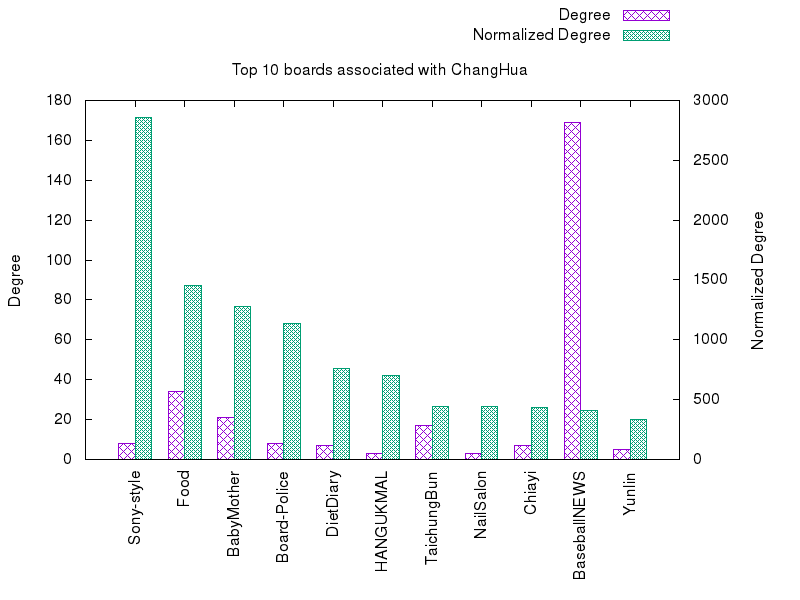 Degree
Normalized Degree
Top 10 boards associated with ChangHua
180
160
140
120
100
80
60
40
20
0
3000
2500
2000
1500
1000
500
0
Degree
Normalized Degree
Sony-style
Food
BabyMother
Board-Police
DietDiary
HANGUKMAL
TaichungBun
NailSalon
Chiayi
BaseballNEWS
Yunlin